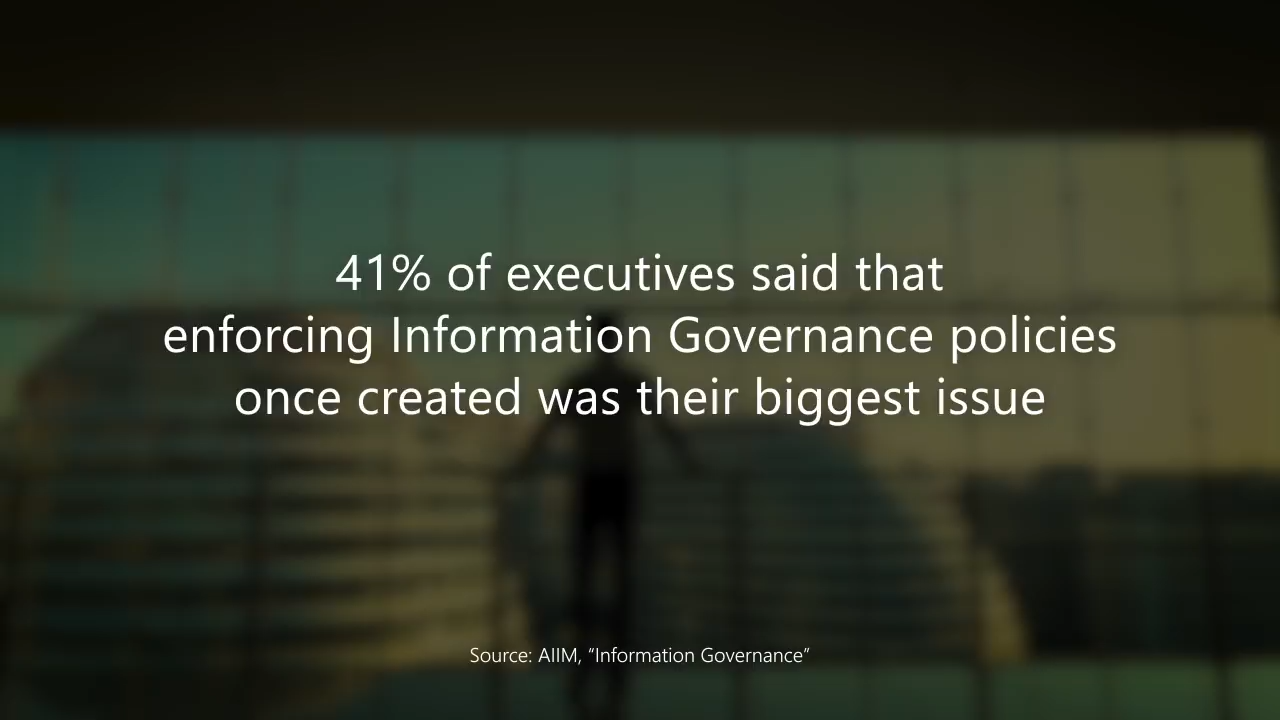 41% of executives said that
enforcing Information Governance policies
once created was their biggest issue
Source: AIIM, “Information Governance”